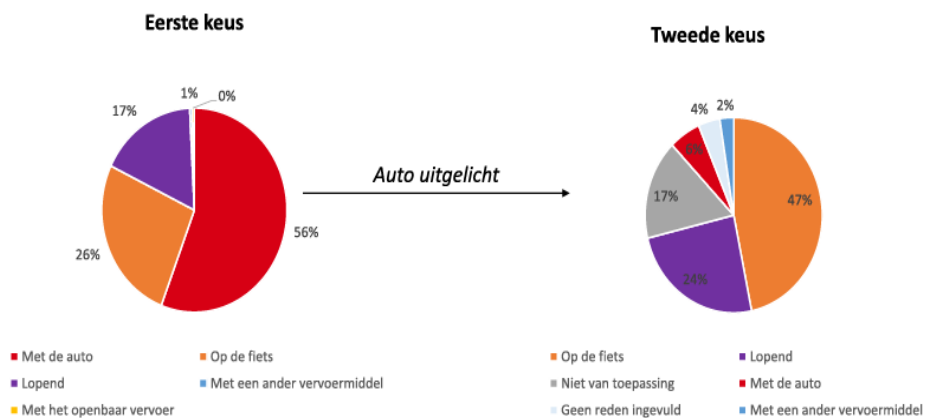 Eerste keus
Tweede keus
1%
0%
17%
56%
26%
Auto uitgelicht
4%
2%
6%
17%
47%
24%
Met de auto
Op de fiets
Lopend
Met een ander vervoermiddel
Met het openbaar vervoer
Op de fiets
Lopend
Niet van toepassing
Met de auto
Geen reden ingevuld
Met een ander vervoermiddel